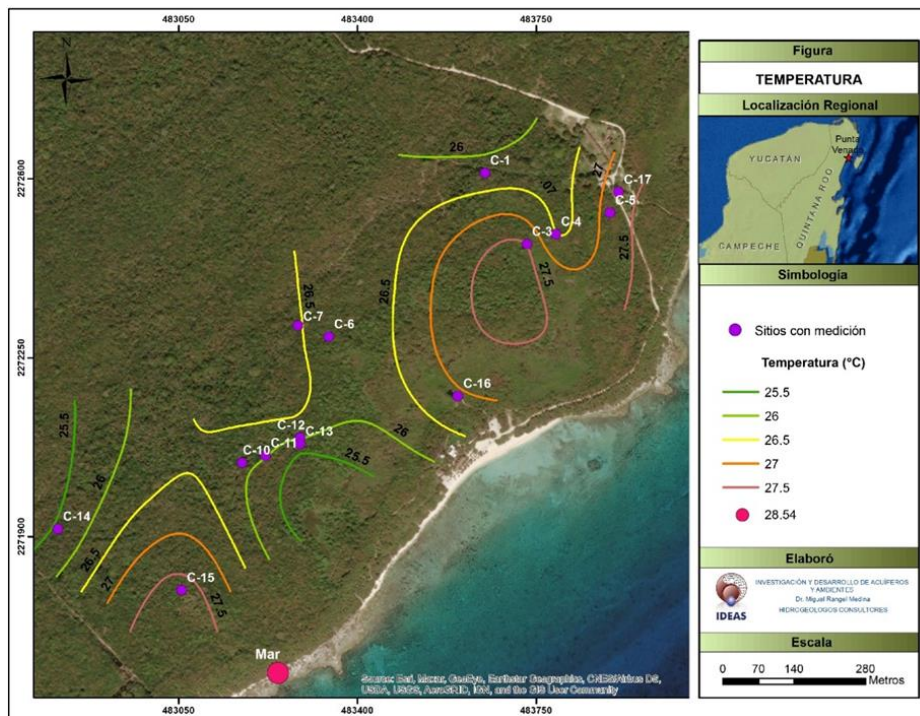 483050 483400 483750
2272600
2272250
2271900
N
26
C-1
.07
27
C-17
C-5
C-4
C-3
27.5
27.5
26.5
26.5
C-7
C-6
C-16
C-12
C-13
C-11
C-10
26
25.5
25.5
26
C-14
26.5
27
C-15
27.5
Mar
Source: Esri, Maxar, GeoEye, Earthstar Geographics, CNES/Airbus DS,
USDA, USGS, AeroGRID, IGN, and the GIS User Community
483050 483400 483750
Figura
TEMPERATURA
Localización Regional
Punta
Venado
YUCATÁN
QUINTANA ROO
CAMPECHE
Simbología
Sitios con medición
Temperatura (°C)
25.5
26
26.5
27
27.5
28.54
Elaboró
IDEAS
INVESTIGACIÓN Y DESARROLLO DE ACUÍFEROS
Y AMBIENTES
Dr. Miguel Rangel Medina
HIDROGEÓLOGOS CONSULTORES
Escala
0 70 140 280
Metros